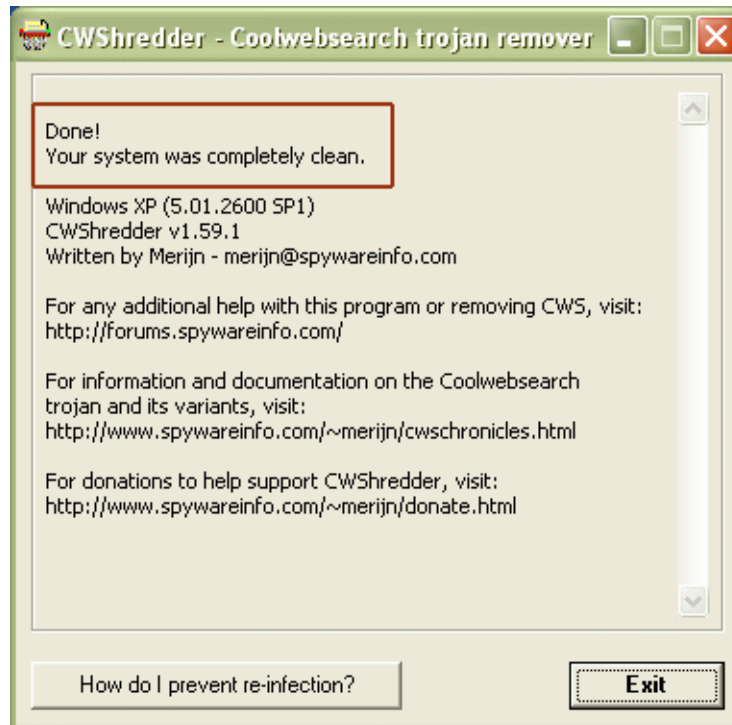 CWShredder - Coolwebsearch trojan remover
Done!
Your system was completely clean.
Windows XP (5.01.2600 SP1)
CWShredder v1.59.1
Written by Merijn - merijn@spywareinfo.com
For any additional help with this program or removing CWS, visit:
http://forums.spywareinfo.com/
For information and documentation on the Coolwebsearch
trojan and its variants, visit:
http://www.spywareinfo.com/~merijn/cwschronicles.html
For donations to help support CWShredder, visit:
http://www.spywareinfo.com/~merijn/donate.html
How do I prevent re-infection?
Exit